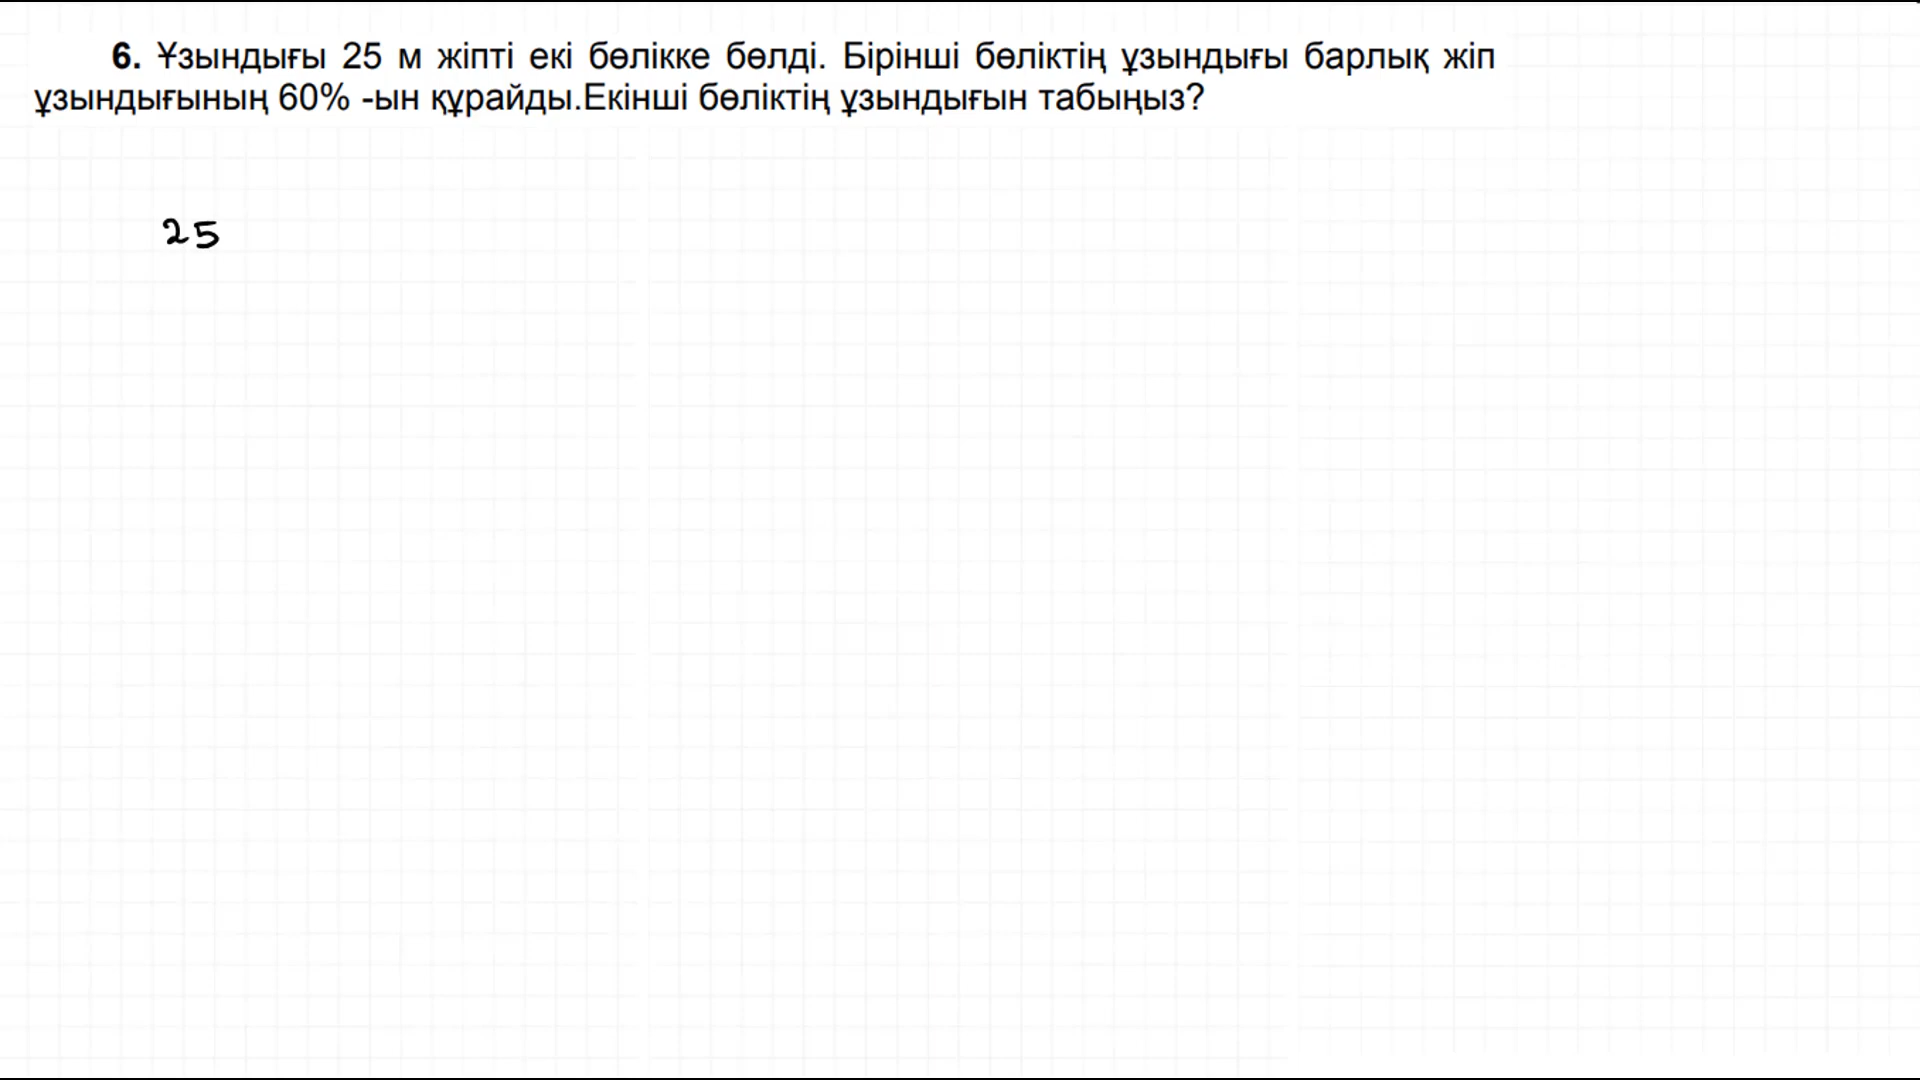 6. Ұзындығы 25 м жіпті екі бөлікке бөлді. Бірінші бөліктің ұзындығы барлық жіп
ұзындығының 60% -ын құрайды.Екінші бөліктің ұзындығын табыңыз?
25